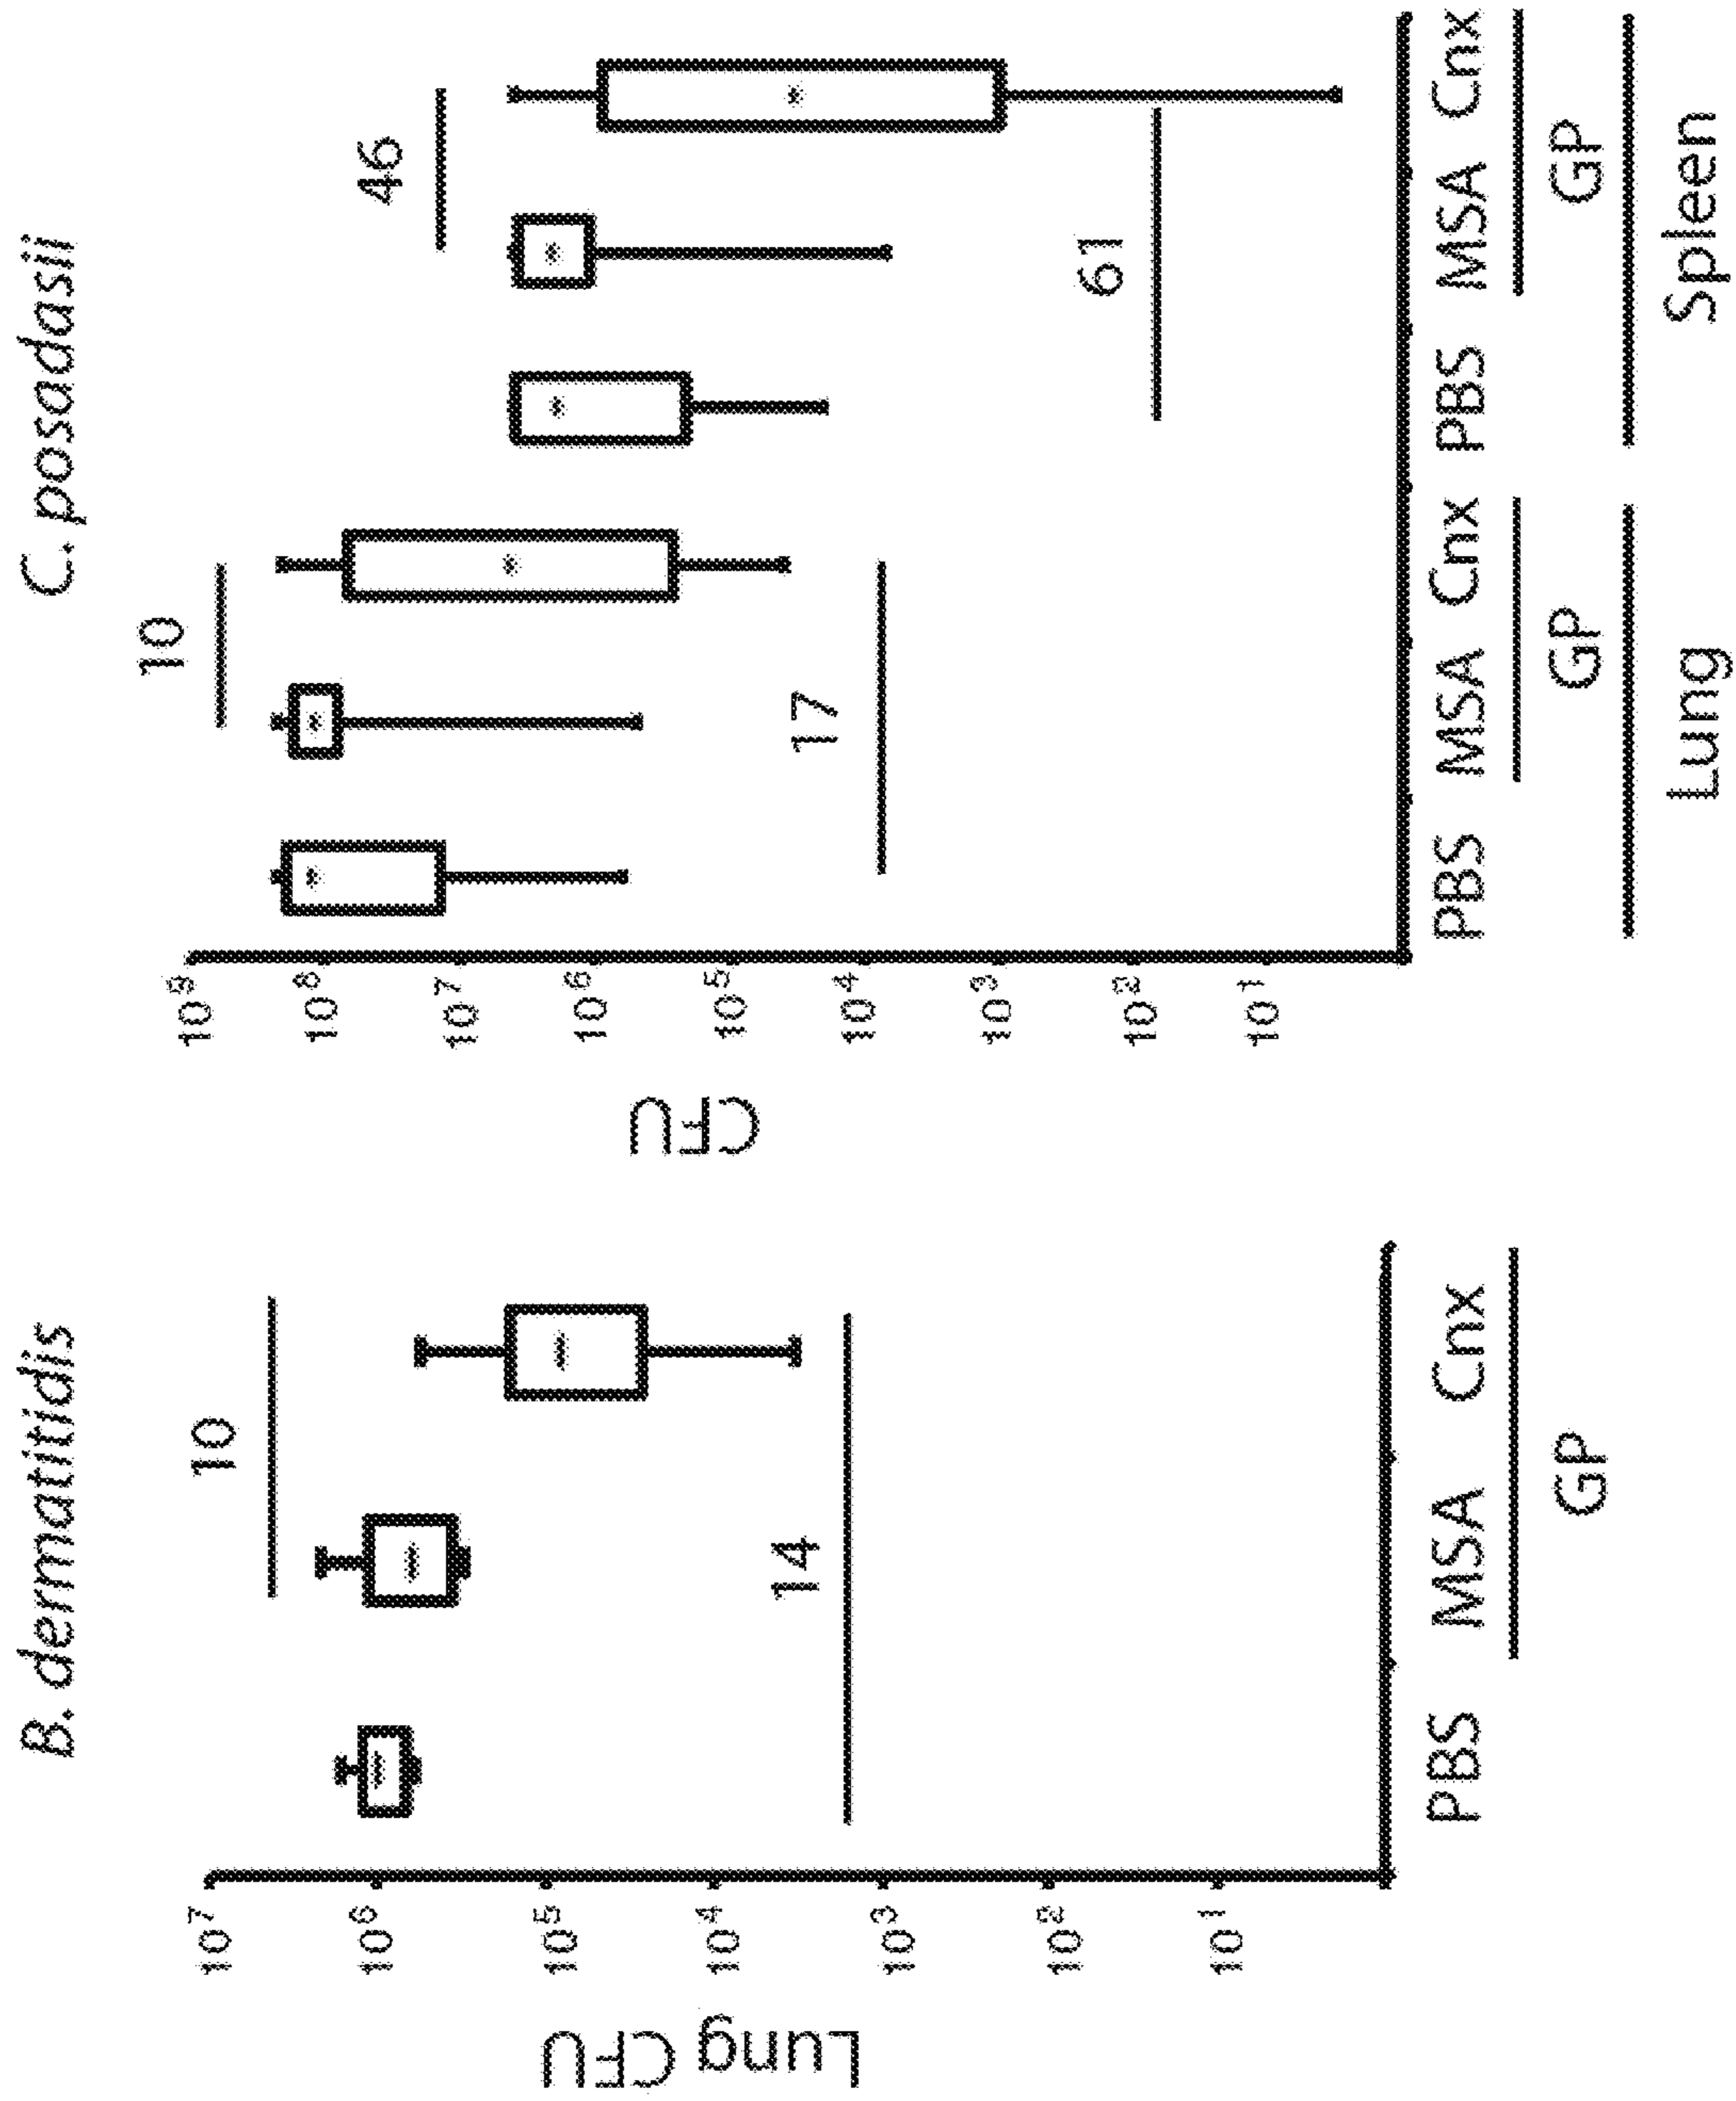 B. dermatitidis
Lung CFU
10⁷
10⁶
10⁵
10⁴
10³
10²
10¹
10
14
PBS MSA Cnx
GP
C. posadasii
CFU
10⁹
10⁸
10⁷
10⁶
10⁵
10⁴
10³
10²
10¹
10
17
46
61
PBS MSA Cnx PBS MSA Cnx
GP GP
Lung Spleen